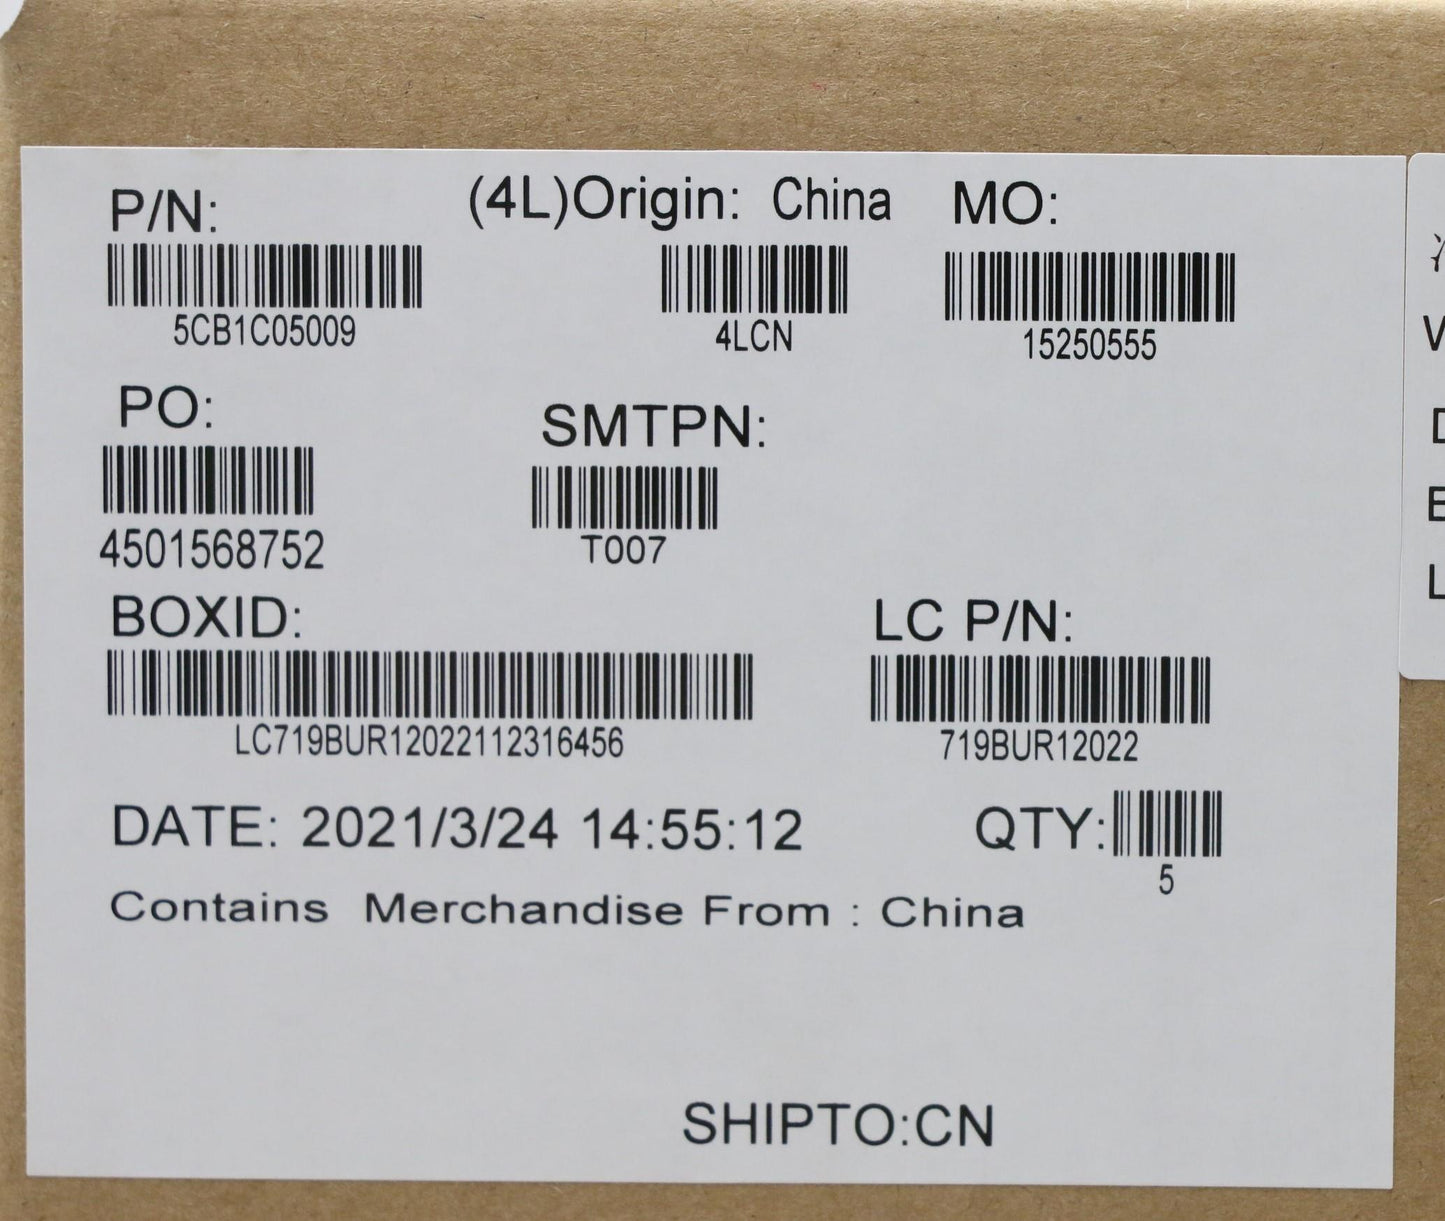 P/N:
(4L)Origin: China
MO:
5CB1C05009
4LCN
15250555
PO:
SMTPN:
4501568752
T007
BOXID:
LC P/N:
LC719BUR12022112316456
719BUR12022
DATE: 2021/3/24 14:55:12
QTY:
5
Contains Merchandise From : China
SHIPTO:CN